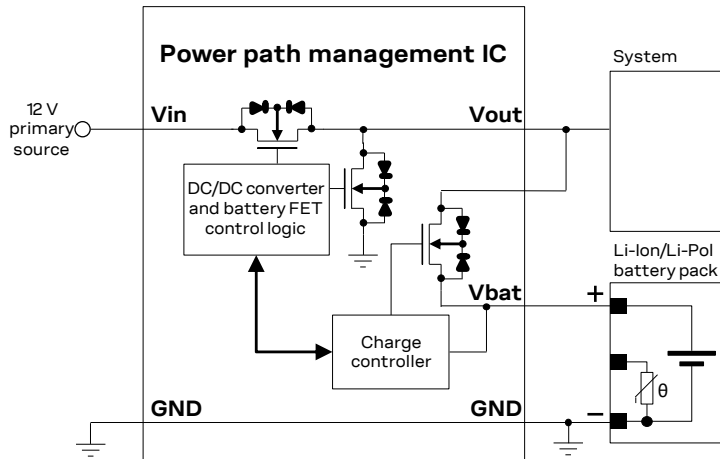 Power path management IC
System
12 V
primary
source
Vin
Vout
DC/DC converter
and battery FET
control logic
Li-Ion/Li-Pol
battery pack
Vbat
+
Charge
controller
θ
GND
GND
−